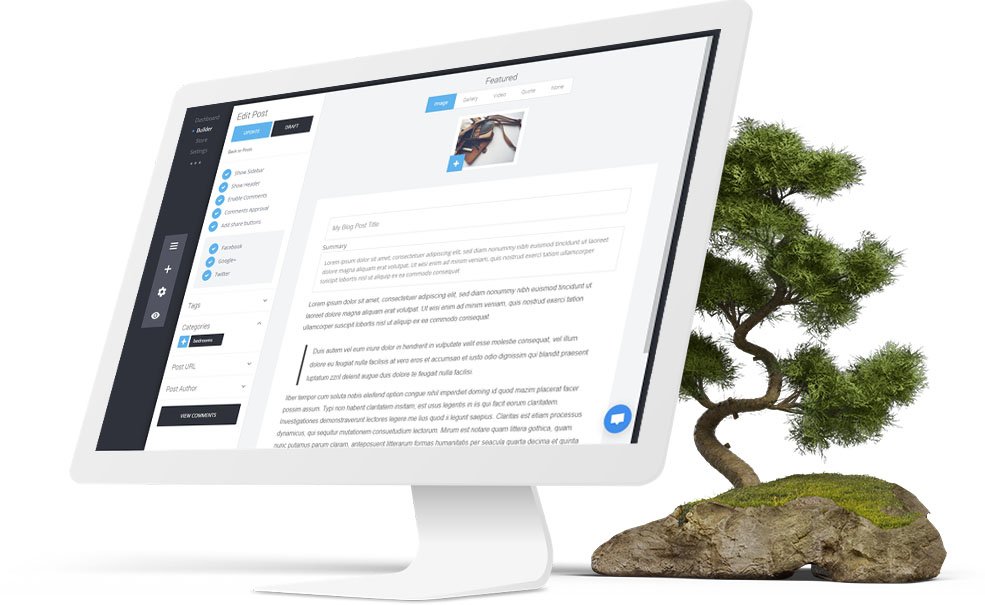 Dashboard
Builder
Store
Settings
Edit Post
UPDATE
DRAFT
Back to Posts
Show Sidebar
Show Header
Enable Comments
Comments Approval
Add share buttons
Facebook
Google+
Twitter
Tags
Categories
Bedrooms
Post URL
Post Author
VIEW COMMENTS
Featured
Image
Gallery
Video
Quote
None
My Blog Post Title
Summary
Lorem ipsum dolor sit amet, consectetuer adipiscing elit, sed diam nonummy nibh euismod tincidunt ut laoreet
dolore magna aliquam erat volutpat. Ut wisi enim ad minim veniam, quis nostrud exerci tation ullamcorper
suscipit lobortis nisl ut aliquip ex ea commodo consequat
Lorem ipsum dolor sit amet, consectetuer adipiscing elit, sed diam nonummy nibh euismod tincidunt ut
laoreet dolore magna aliquam erat volutpat. Ut wisi enim ad minim veniam, quis nostrud exerci tation
ullamcorper suscipit lobortis nisl ut aliquip ex ea commodo consequat
Duis autem vel eum iriure dolor in hendrerit in vulputate velit esse molestie consequat, vel illum
dolore eu feugiat nulla facilisis at vero eros et accumsan et iusto odio dignissim qui blandit praesent
luptatum zzril delenit augue duis dolore te feugait nulla facilisi.
liber tempor cum soluta nobis eleifend option congue nihil imperdiet doming id quod mazim placerat facer
possim assum. Typi non habent claritatem insitam, est usus legentis in iis qui facit eorum claritatem.
Investigationes demonstraverunt lectores legere me lius quod ii legunt saepius. Claritas est etiam processus
dynamicus, qui sequitur mutationem consuetudium lectorum. Mirum est notare quam littera gothica, quam
nunc putamus parum claram, anteposuerit litterarum formas humanitatis per seacula quarta decima et quinta